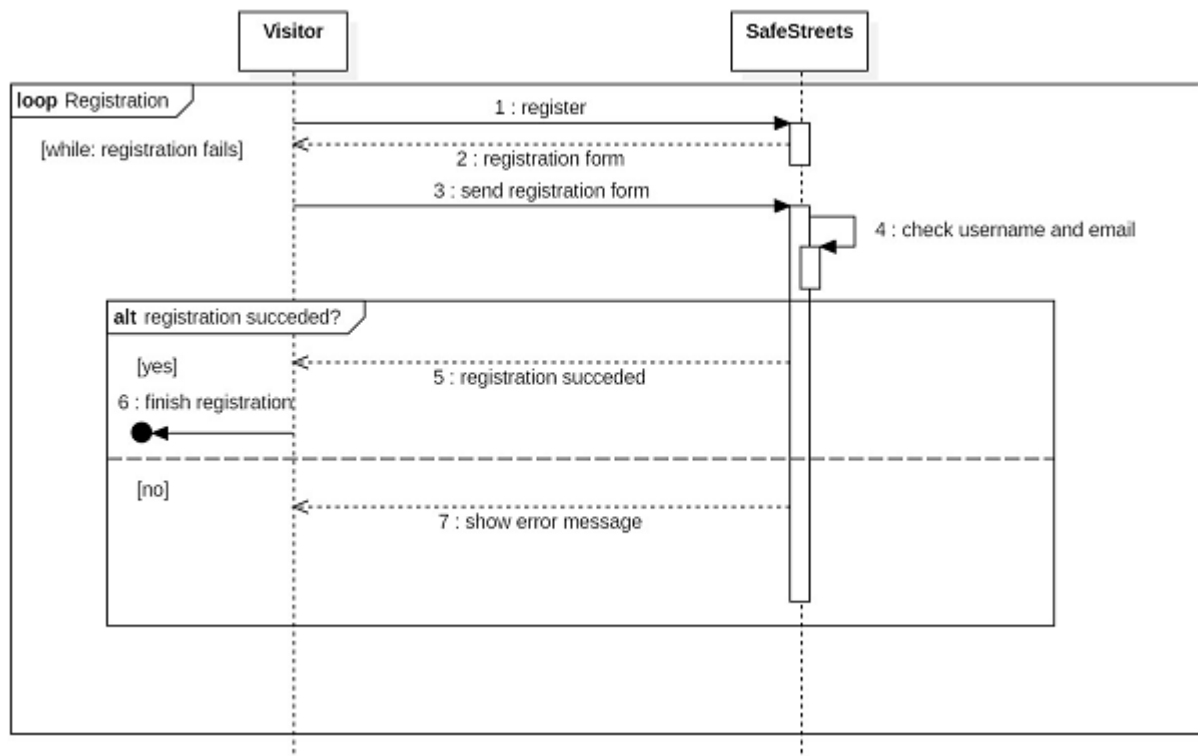 Visitor
SafeStreets
loop Registration
1 : register
[while: registration fails]
2 : registration form
3 : send registration form
4 : check username and email
alt registration succeded?
[yes]
5 : registration succeded
6 : finish registration
[no]
7 : show error message